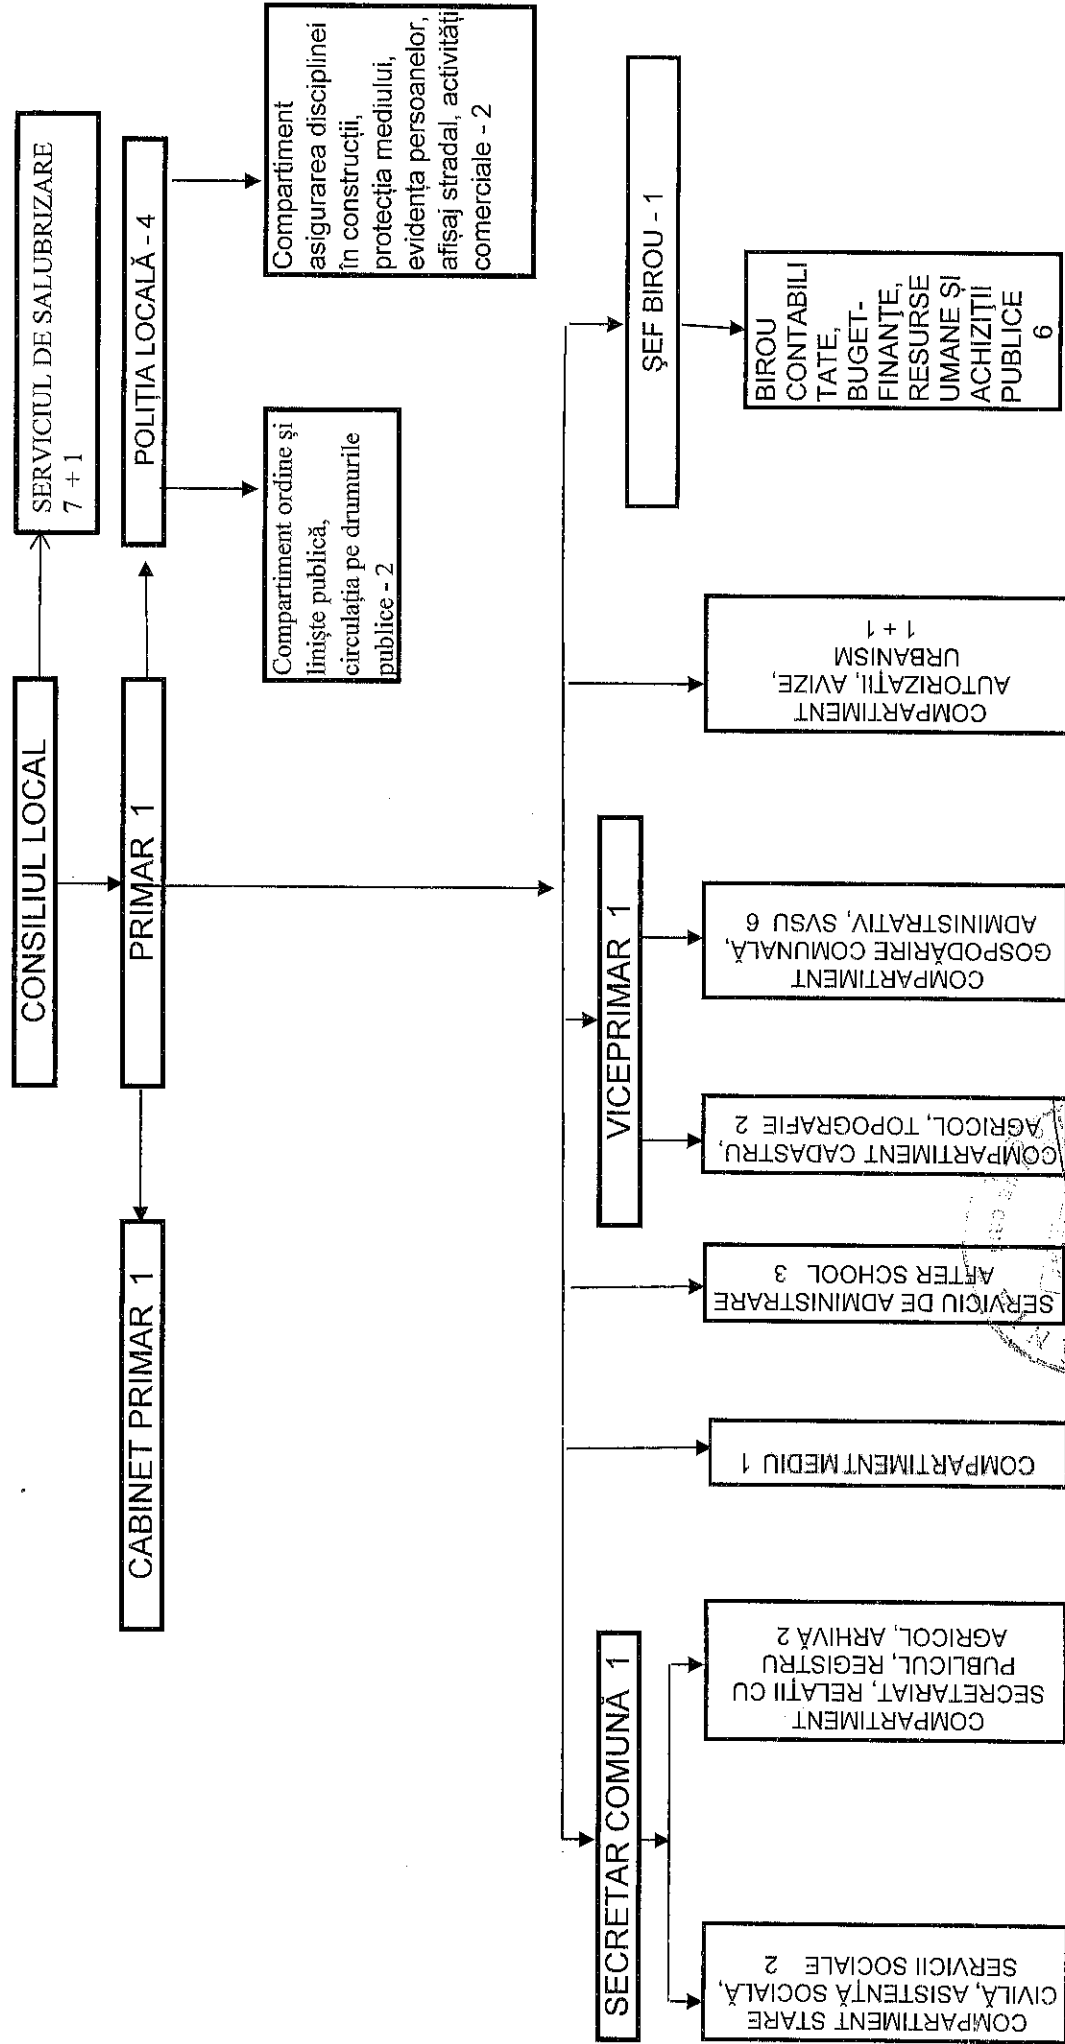 CONSILIUL LOCAL
SERVICIUL DE SALUBRIZARE
7 + 1
CABINET PRIMAR 1
PRIMAR 1
POLIȚIA LOCALĂ - 4
Compartiment ordine și
liniște publică,
circulația pe drumurile
publice - 2
Compartiment
asigurarea disciplinei
în construcții,
protecția mediului,
evidența persoanelor,
afișaj stradal, activități
comerciale - 2
SECRETAR COMUNĂ 1
VICEPRIMAR 1
ȘEF BIROU - 1
COMPARTIMENT STARE
CIVILĂ, ASISTENȚĂ SOCIALĂ,
SERVICII SOCIALE 2
COMPARTIMENT
SECRETARIAT, RELAȚII CU
PUBLICUL, REGISTRU
AGRICOL, ARHIVĂ 2
COMPARTIMENT MEDIU 1
SERVICIU DE ADMINISTRARE
AFTER SCHOOL 3
COMPARTIMENT CADASTRU,
AGRICOL, TOPOGRAFIE 2
COMPARTIMENT
GOSPODĂRIRE COMUNALĂ,
ADMINISTRATIV, SVSU 6
COMPARTIMENT
AUTORIZAȚII, AVIZE,
URBANISM
1 + 1
BIROU
CONTABILI
TATE,
BUGET-
FINANȚE,
RESURSE
UMANE ȘI
ACHIZIȚII
PUBLICE
6